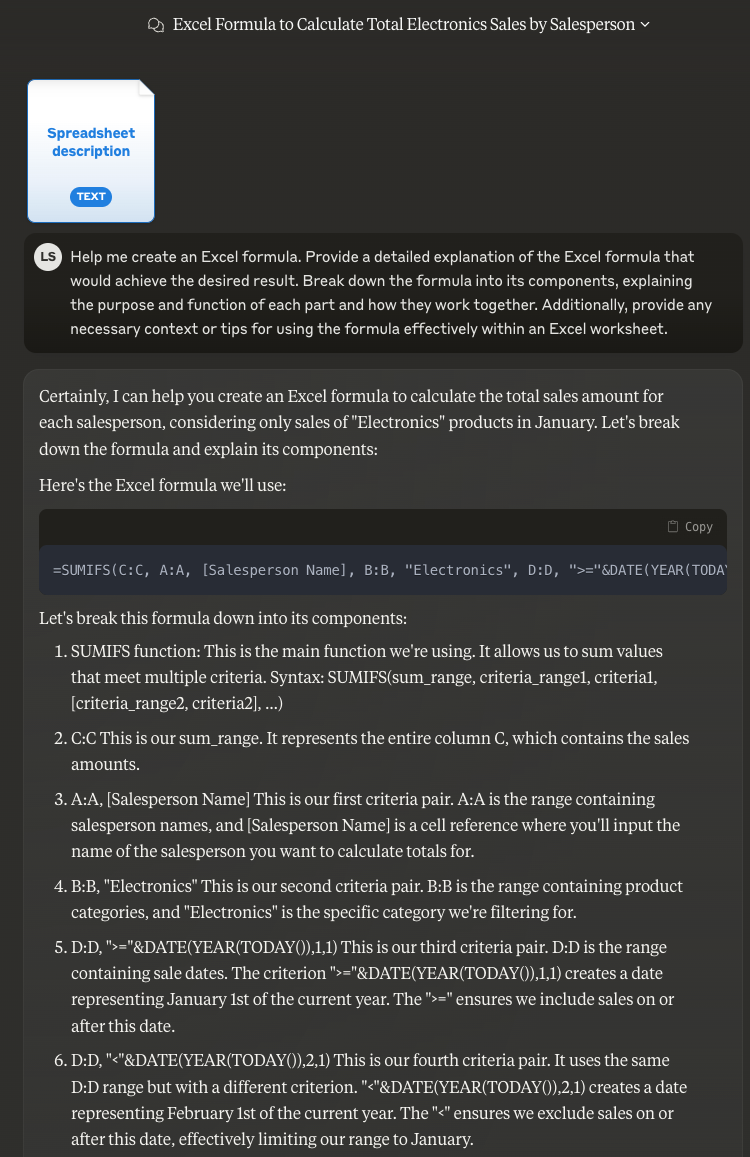 Excel Formula to Calculate Total Electronics Sales by Salesperson
Spreadsheet
description
TEXT
LS
Help me create an Excel formula. Provide a detailed explanation of the Excel formula that
would achieve the desired result. Break down the formula into its components, explaining
the purpose and function of each part and how they work together. Additionally, provide any
necessary context or tips for using the formula effectively within an Excel worksheet.
Certainly, I can help you create an Excel formula to calculate the total sales amount for
each salesperson, considering only sales of "Electronics" products in January. Let's break
down the formula and explain its components:
Here's the Excel formula we'll use:
Copy
=SUMIFS(C:C, A:A, [Salesperson Name], B:B, "Electronics", D:D, ">="&DATE(YEAR(TODAY
Let's break this formula down into its components:
1. SUMIFS function: This is the main function we're using. It allows us to sum values
that meet multiple criteria. Syntax: SUMIFS(sum_range, criteria_range1, criteria1,
[criteria_range2, criteria2], ...)
2. C:C This is our sum_range. It represents the entire column C, which contains the sales
amounts.
3. A:A, [Salesperson Name] This is our first criteria pair. A:A is the range containing
salesperson names, and [Salesperson Name] is a cell reference where you'll input the
name of the salesperson you want to calculate totals for.
4. B:B, "Electronics" This is our second criteria pair. B:B is the range containing product
categories, and "Electronics" is the specific category we're filtering for.
5. D:D, ">="&DATE(YEAR(TODAY()),1,1) This is our third criteria pair. D:D is the range
containing sale dates. The criterion ">="&DATE(YEAR(TODAY()),1,1) creates a date
representing January 1st of the current year. The ">=" ensures we include sales on or
after this date.
6. D:D, "<"&DATE(YEAR(TODAY()),2,1) This is our fourth criteria pair. It uses the same
D:D range but with a different criterion. "<"&DATE(YEAR(TODAY()),2,1) creates a date
representing February 1st of the current year. The "<" ensures we exclude sales on or
after this date, effectively limiting our range to January.